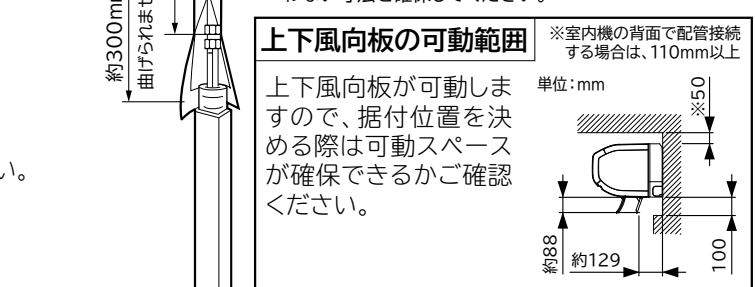 約300mm
曲げられませ
い。
上下風向板の可動範囲
※室内機の背面で配管接続
する場合は、110mm以上
上下風向板が可動しま
すので、据付位置を決
める際は可動スペース
が確保できるかご確認
ください。
単位:mm
※50
約88
約129
100